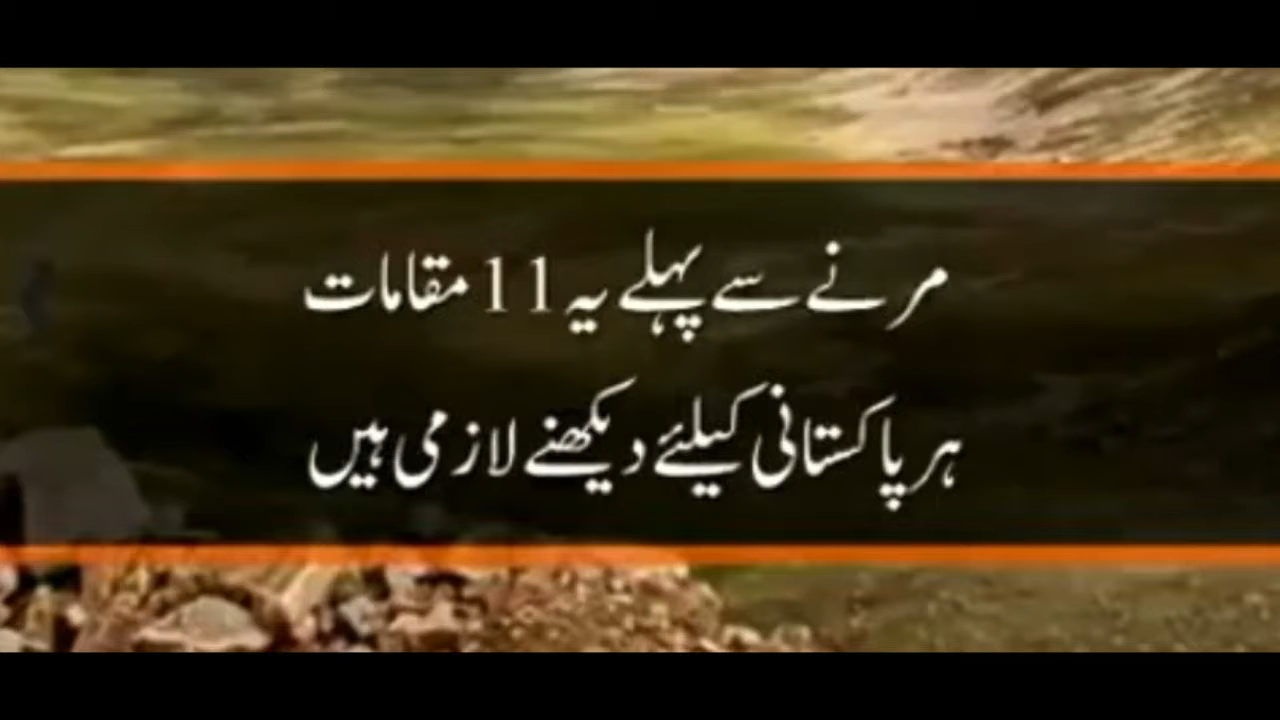 مرنے سے پہلے یہ 11 مقامات
ہر پاکستانی کیلئے دیکھنے لازمی ہیں